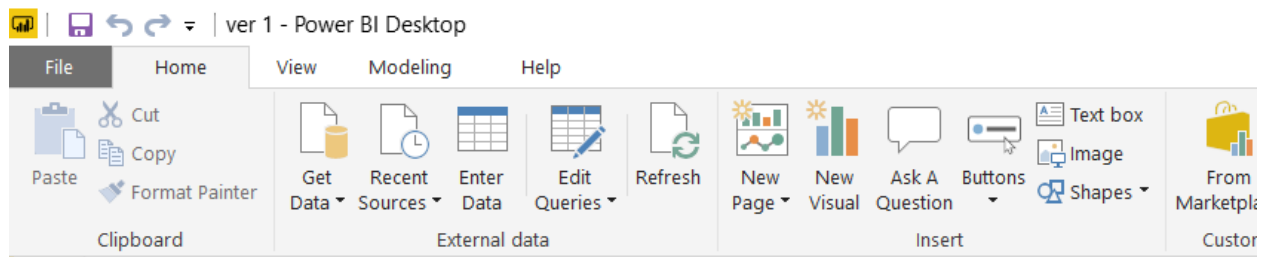 ver 1 - Power BI Desktop
File Home View Modeling Help
Paste
Cut
Copy
Format Painter
Clipboard
Get
Data
Recent
Sources
Enter
Data
Edit
Queries
Refresh
External data
New
Page
New
Visual
Ask A
Question
Buttons
Text box
Image
Shapes
Insert
From
Marketpla
Custor